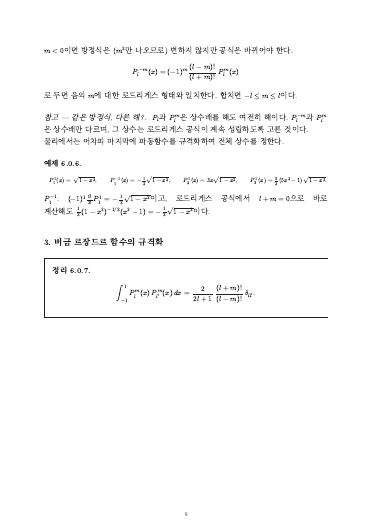 m < 0이면 방정식은 (m²만 나오므로) 변하지 않지만 공식은 바뀌어야 한다.
P_l^{-m}(x) = (-1)^m \frac{(l-m)!}{(l+m)!} P_l^m(x)
로 두면 음의 m에 대한 로드리게스 형태와 일치한다. 합치면 −l ≤ m ≤ l이다.
참고 — 같은 방정식, 다른 해?. P_l과 P_l^m은 상수배를 해도 여전히 해이다. P_l^{-m}와 P_l^m
은 상수배만 다르며, 그 상수는 로드리게스 공식이 계속 성립하도록 고른 것이다.
물리에서는 어차피 마지막에 파동함수를 규격화하며 전체 상수를 정한다.
예제 6.0.6.
P_1^1(x) = \sqrt{1-x^2}, P_1^{-1}(x) = -\frac{1}{2}\sqrt{1-x^2}, P_2^1(x) = 3x\sqrt{1-x^2}, P_3^1(x) = \frac{3}{2}(5x^2-1)\sqrt{1-x^2}
P_1^{-1}: (-1)^1 \frac{0!}{2!} P_1^1 = -\frac{1}{2}\sqrt{1-x^2}이고, 로드리게스 공식에서 l + m = 0으로 바로
계산해도 \frac{1}{2}(1-x^2)^{-1/2}(x^2-1) = -\frac{1}{2}\sqrt{1-x^2}이다.
3. 버금 르장드르 함수의 규격화
정리 6.0.7.
\int_{-1}^{1} P_l^m(x) P_{l'}^m(x) dx = \frac{2}{2l+1} \frac{(l+m)!}{(l-m)!} δ_{ll'}.